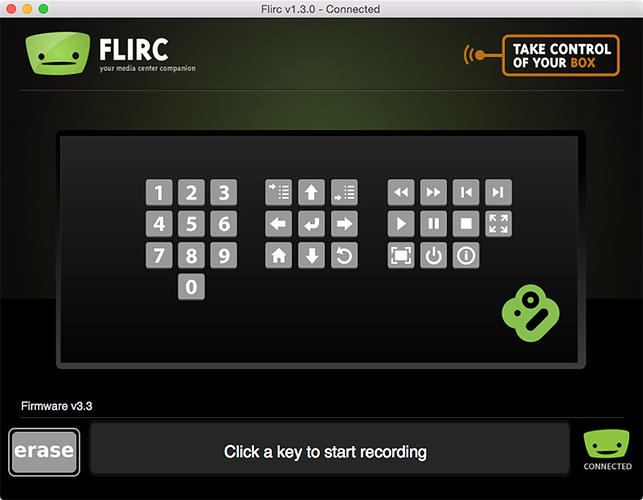 Flirc v1.3.0 - Connected
FLIRC
your media center companion
TAKE CONTROL
OF YOUR BOX
1 2 3
4 5 6
7 8 9
0
Firmware v3.3
erase
Click a key to start recording
CONNECTED